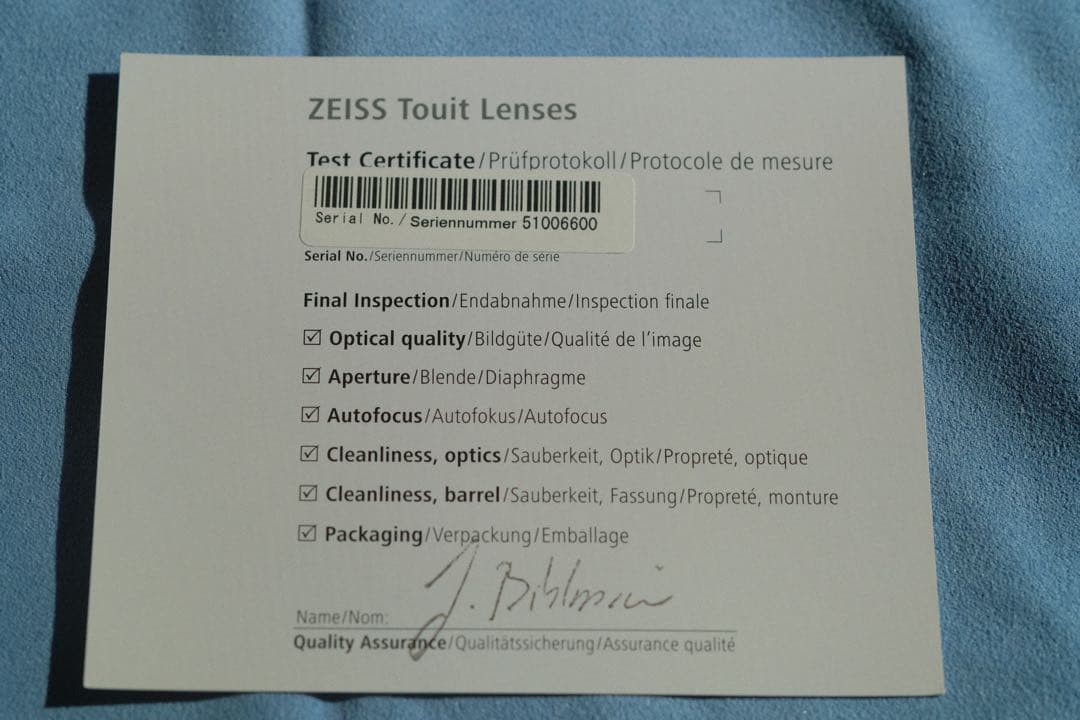 ZEISS Touit Lenses
Test Certificate/Prüfprotokoll/Protocole de mesure
Serial No./Seriennummer 51006600
Serial No./Seriennummer/Numéro de série
Final Inspection/Endabnahme/Inspection finale
☑ Optical quality/Bildgüte/Qualité de l'image
☑ Aperture/Blende/Diaphragme
☑ Autofocus/Autofokus/Autofocus
☑ Cleanliness, optics/Sauberkeit, Optik/Propreté, optique
☑ Cleanliness, barrel/Sauberkeit, Fassung/Propreté, monture
☑ Packaging/Verpackung/Emballage
Name/Nom:
Quality Assurance/Qualitätssicherung/Assurance qualité